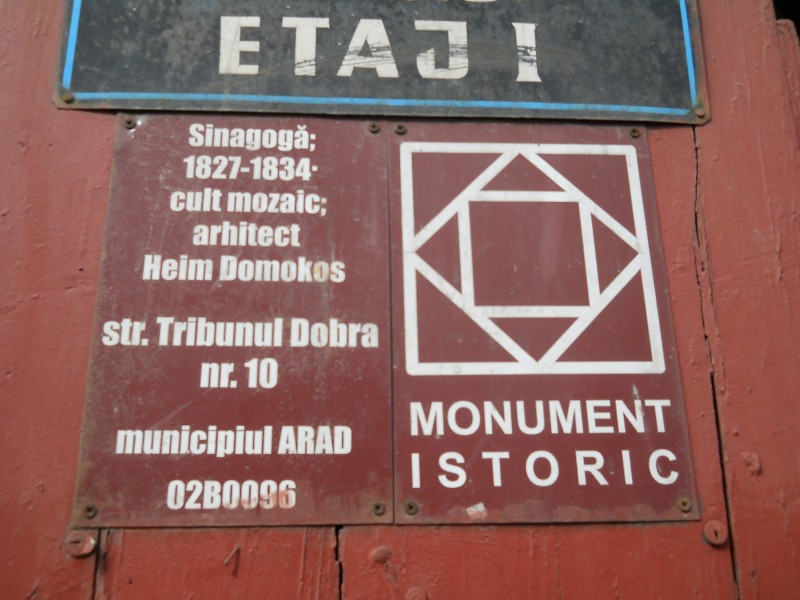 ETAJ I
Sinagogă;
1827-1834·
cult mozaic;
arhitect
Heim Domokos
str. Tribunul Dobra
nr. 10
municipiul ARAD
02B0096
MONUMENT
ISTORIC